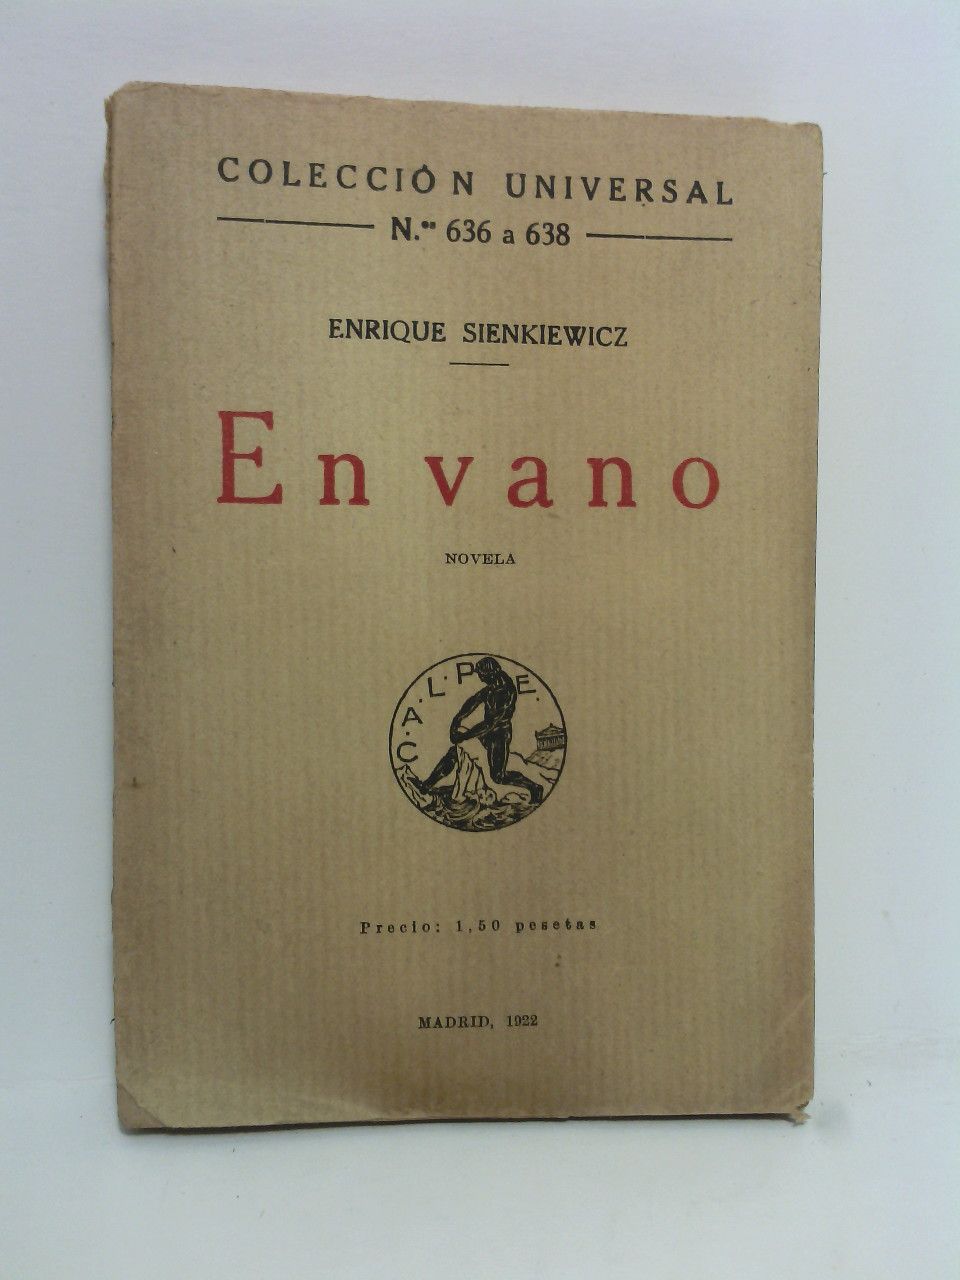 COLECCIÓN UNIVERSAL
N.os 636 a 638
ENRIQUE SIENKIEWICZ
En vano
NOVELA
C.A.L.P.E.
Precio: 1,50 pesetas
MADRID, 1922